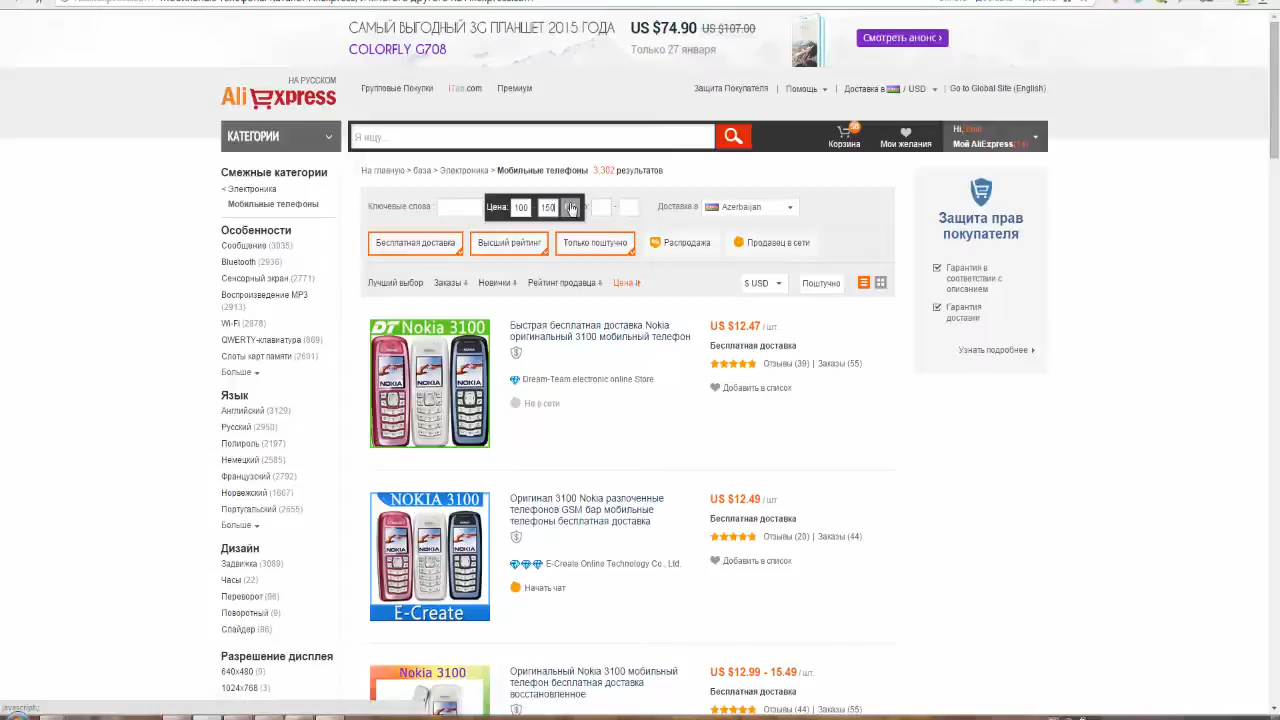 САМЫЙ ВЫГОДНЫЙ 3G ПЛАНШЕТ 2015 ГОДА
COLORFLY G708
US $74.90 US $107.00
Только 27 января
Смотреть анонс ›
НА РУССКОМ
AliExpress
Групповые Покупки
ITao.com
Премиум
Защита Покупателя
Помощь
Доставка в / USD
Go to Global Site (English)
КАТЕГОРИИ
Я ищу...
Корзина
Мои желания
Hi,
Мой AliExpress
На главную > база > Электроника > Мобильные телефоны 3,302 результатов
Смежные категории
< Электроника
Мобильные телефоны
Особенности
Сообщение (3036)
Bluetooth (2936)
Сенсорный экран (2771)
Воспроизведение MP3
(2913)
Wi-Fi (2878)
QWERTY-клавиатура (869)
Слоты карт памяти (2691)
Больше
Язык
Английский (3129)
Русский (2950)
Полироль (2197)
Немецкий (2585)
Французский (2792)
Норвежский (1667)
Португальский (2655)
Больше
Дизайн
Задвижка (3089)
Часы (22)
Переворот (96)
Поворотный (9)
Слайдер (86)
Разрешение дисплея
640x480 (9)
1024x768 (3)
Ключевые слова :
Цена: 100 150
Доставка в Azerbaijan
Бесплатная доставка
Высший рейтинг
Только поштучно
Распродажа
Продавец в сети
Лучший выбор
Заказы
Новинки
Рейтинг продавца
Цена
$ USD
Поштучно
DT Nokia 3100
Быстрая бесплатная доставка Nokia
оригинальный 3100 мобильный телефон
Dream-Team electronic online Store
Не в сети
US $12.47 / шт.
Бесплатная доставка
Отзывы (39) | Заказы (55)
Добавить в список
NOKIA 3100
E-Create
Оригинал 3100 Nokia разлоченные
телефонов GSM бар мобильные
телефоны бесплатная доставка
E-Create Online Technology Co., Ltd.
Начать чат
US $12.49 / шт.
Бесплатная доставка
Отзывы (20) | Заказы (44)
Добавить в список
Nokia 3100
Оригинальный Nokia 3100 мобильный
телефон бесплатная доставка
восстановленное
US $12.99 - 15.49 / шт.
Бесплатная доставка
Отзывы (44) | Заказы (55)
Защита прав
покупателя
Гарантия в
соответствии с
описанием
Гарантия
доставки
Узнать подробнее
javascript:;